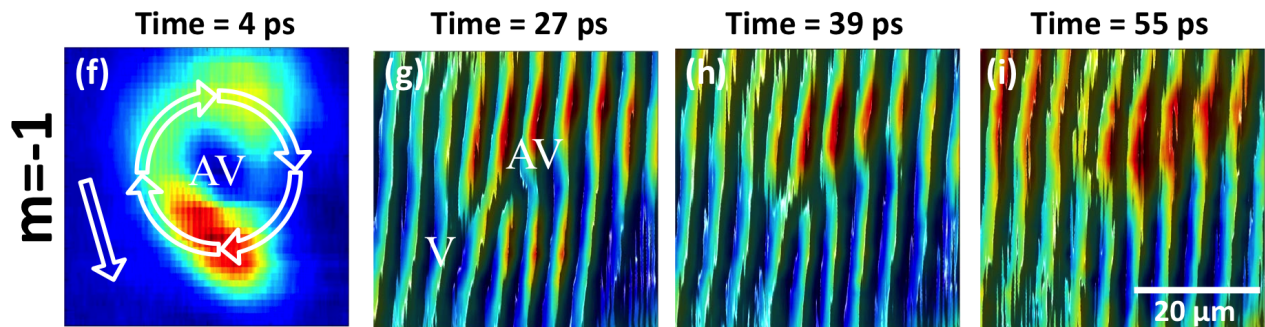 Time = 4 ps
Time = 27 ps
Time = 39 ps
Time = 55 ps
m=-1
(f)
AV
(g)
AV
V
(h)
(i)
20 μm